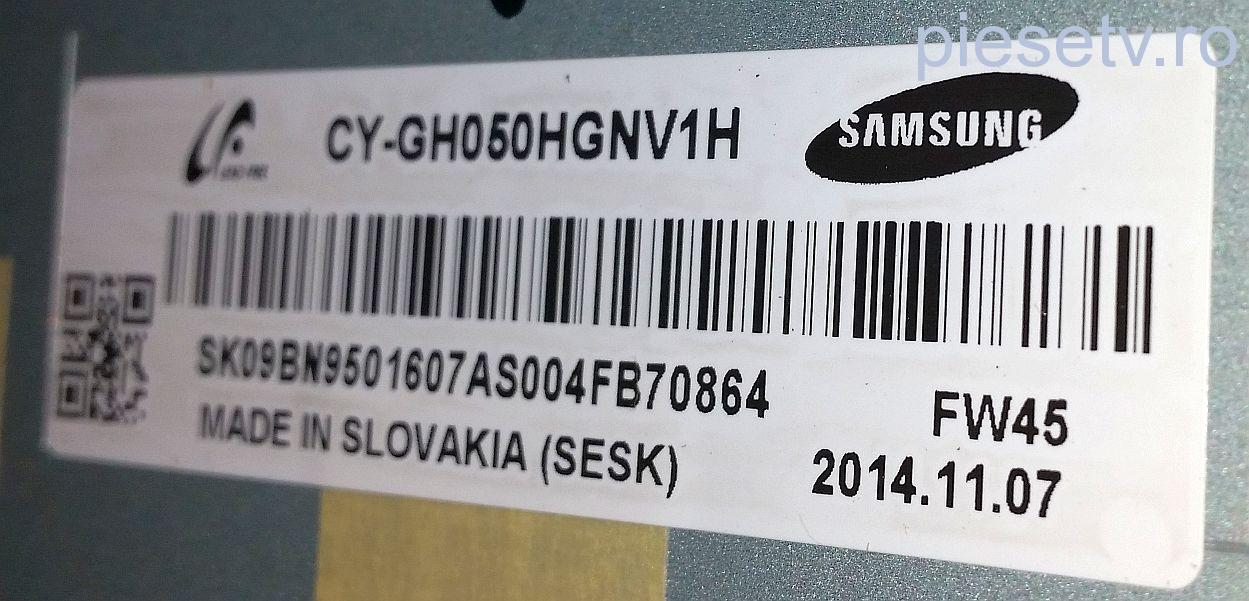 piesetv.ro
CY-GH050HGNV1H
SAMSUNG
SK09BN9501607AS004FB70864
FW45
MADE IN SLOVAKIA (SESK)
2014.11.07